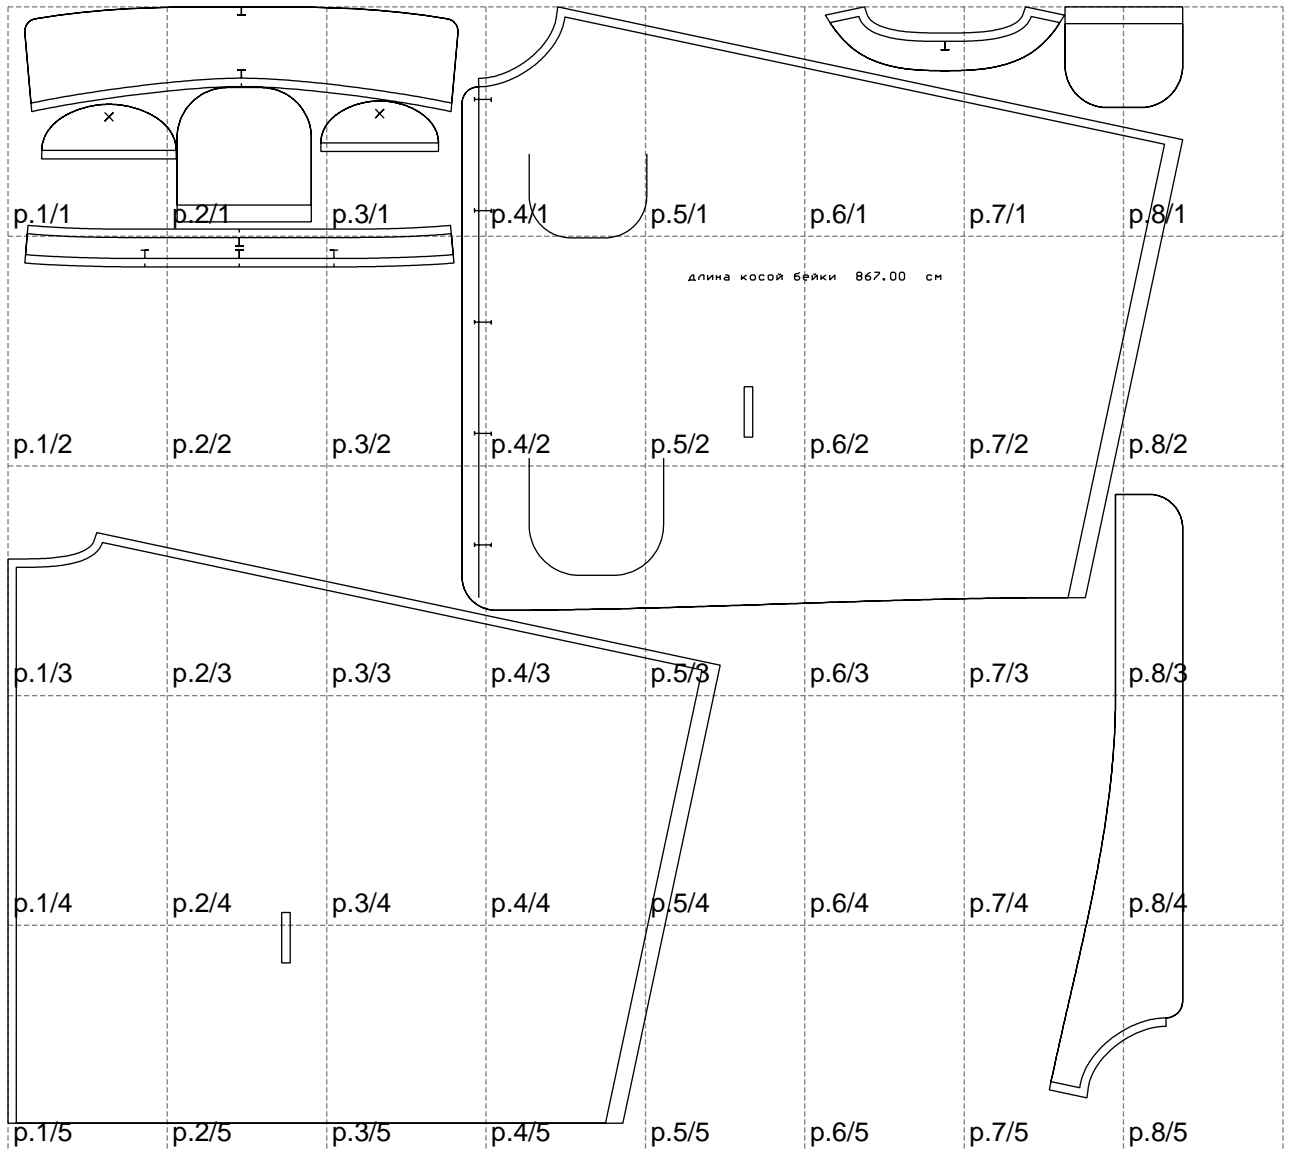 p.1/1 p.2/1 p.3/1 p.4/1 p.5/1 p.6/1 p.7/1 p.8/1
длина косой бейки 867.00 см
p.1/2 p.2/2 p.3/2 p.4/2 p.5/2 p.6/2 p.7/2 p.8/2
p.1/3 p.2/3 p.3/3 p.4/3 p.5/3 p.6/3 p.7/3 p.8/3
p.1/4 p.2/4 p.3/4 p.4/4 p.5/4 p.6/4 p.7/4 p.8/4
p.1/5 p.2/5 p.3/5 p.4/5 p.5/5 p.6/5 p.7/5 p.8/5